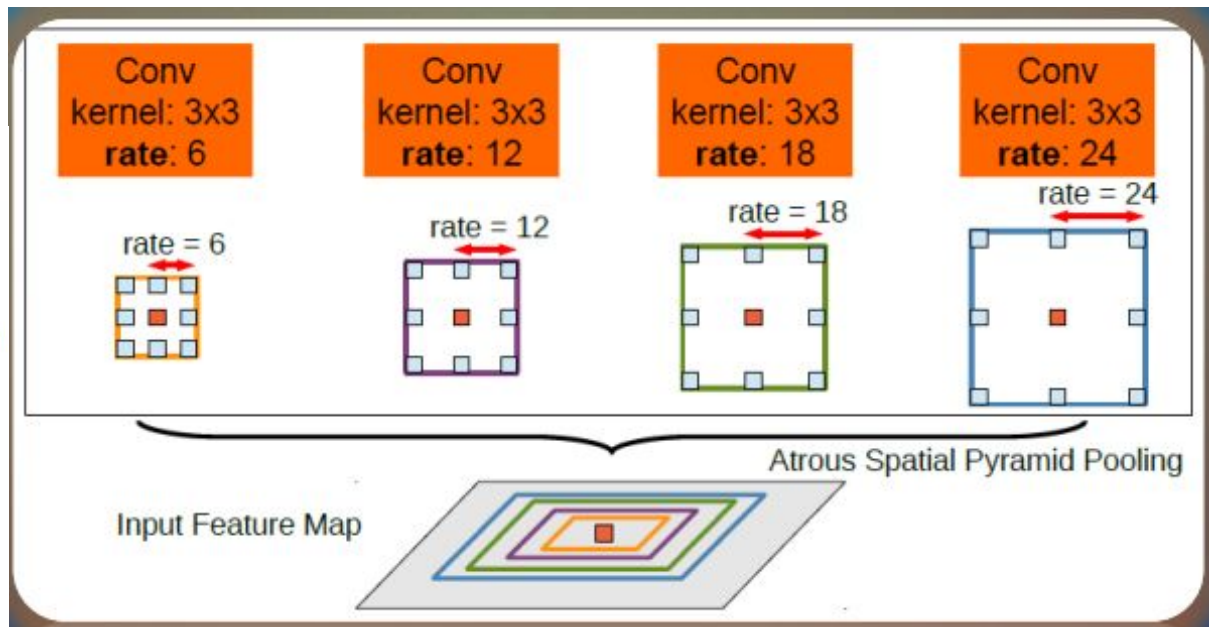 Conv
kernel: 3x3
rate: 6
Conv
kernel: 3x3
rate: 12
Conv
kernel: 3x3
rate: 18
Conv
kernel: 3x3
rate: 24
rate = 6
rate = 12
rate = 18
rate = 24
Atrous Spatial Pyramid Pooling
Input Feature Map